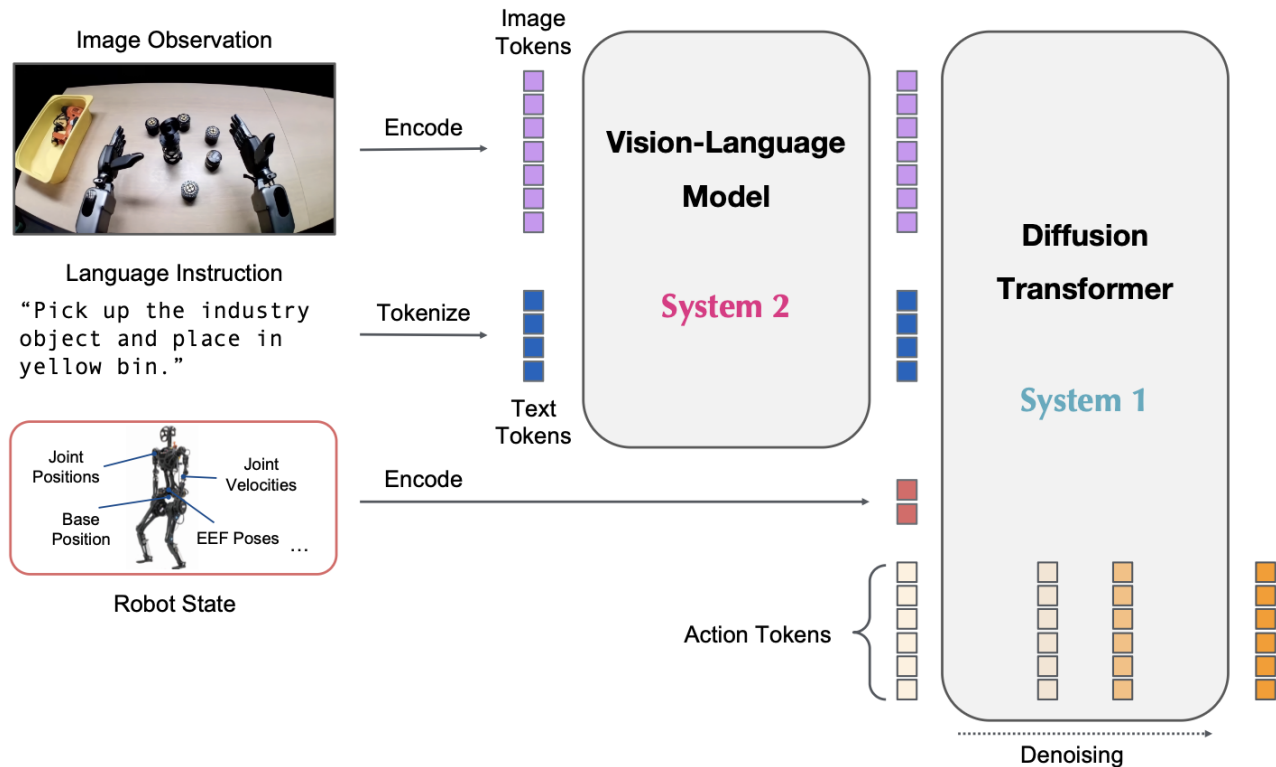 Image Observation
Image
Tokens
Encode
Vision-Language
Model
System 2
Diffusion
Transformer
System 1
Language Instruction
“Pick up the industry
object and place in
yellow bin.”
Tokenize
Text
Tokens
Joint
Positions
Joint
Velocities
Base
Position
EEF Poses
...
Robot State
Encode
Action Tokens
Denoising